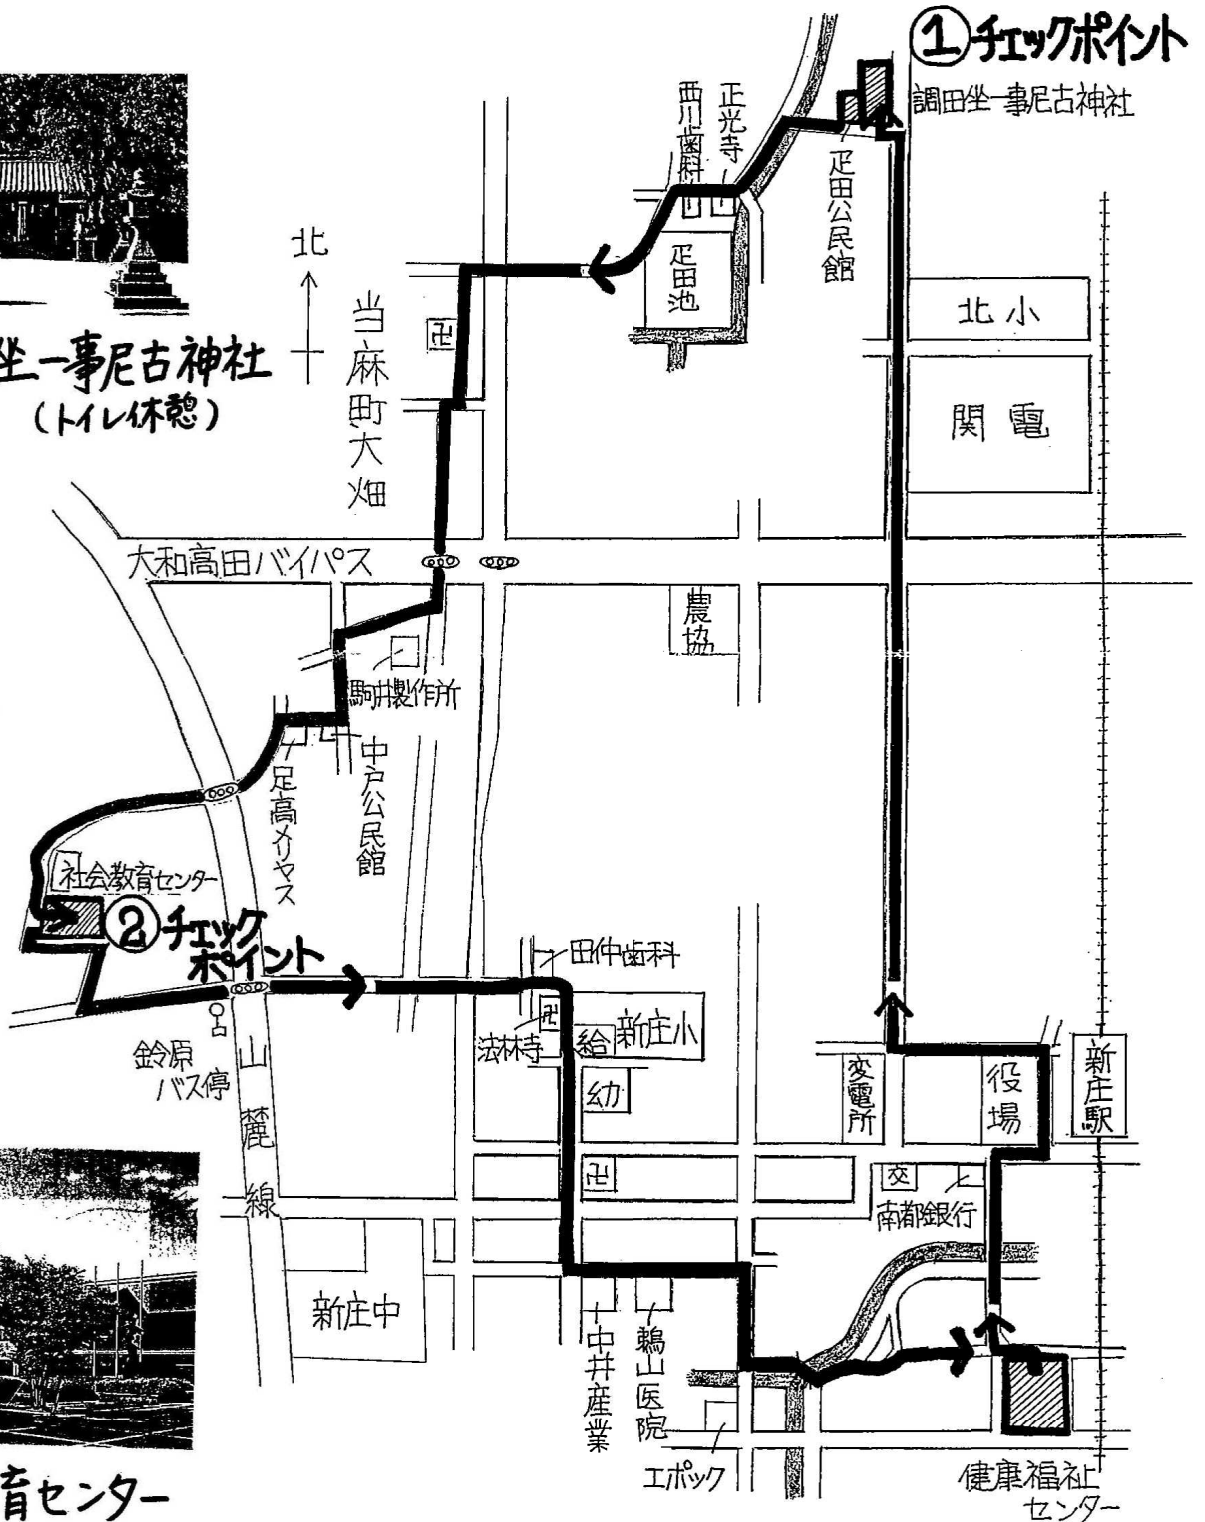 ①チェックポイント
調田坐一事尼古神社
西川歯科
正光寺
疋田公民館
疋田池
北
坐一事尼古神社
(トイレ休憩)
当麻町大畑
卍
北小
関電
大和高田バイパス
農協
駒井製作所
中戸公民館
足高メリヤス
社会教育センター
②チェック
ポイント
田仲歯科
法林寺
卍
給
新庄小
幼
卍
鈴原
バス停
山麓線
変電所
役場
新庄駅
交
南都銀行
新庄中
中井産業
鶴山医院
エポック
健康福祉
センター
育センター